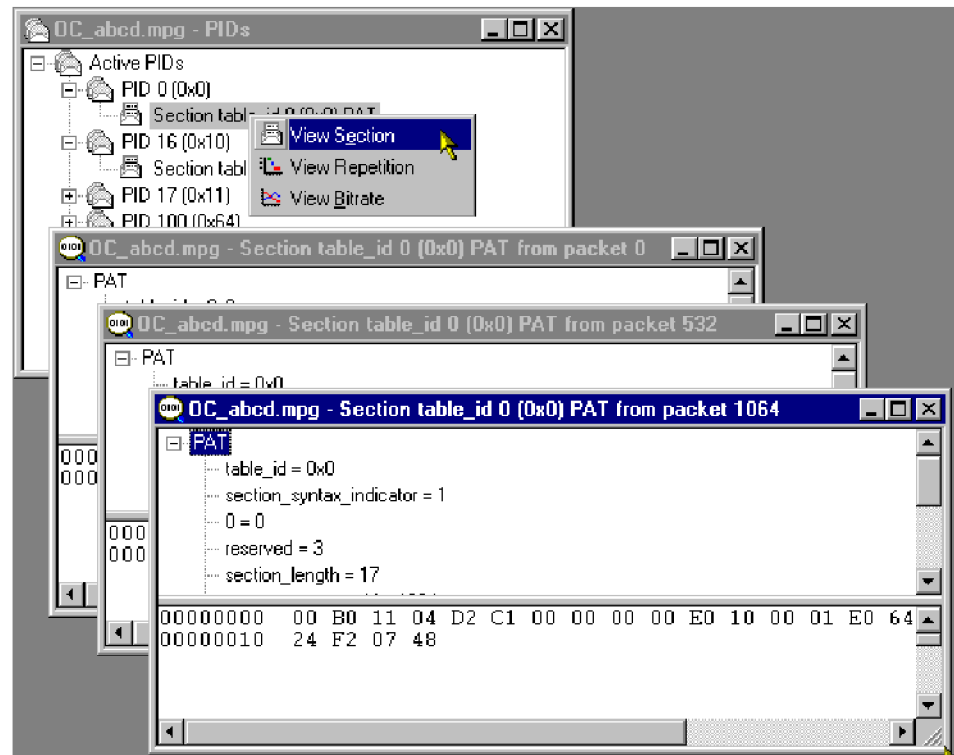 OC_abcd.mpg - PIDs
Active PIDs
PID 0 (0x0)
Section table_id 0 (0x0) PAT
View Section
PID 16 (0x10)
Section tabl
View Repetition
PID 17 (0x11)
View Bitrate
PID 100 (0x64)
OC_abcd.mpg - Section table_id 0 (0x0) PAT from packet 0
PAT
OC_abcd.mpg - Section table_id 0 (0x0) PAT from packet 532
PAT
table_id = 0x0
OC_abcd.mpg - Section table_id 0 (0x0) PAT from packet 1064
PAT
table_id = 0x0
section_syntax_indicator = 1
0 = 0
reserved = 3
section_length = 17
000
000
000
000
00000000 00 B0 11 04 D2 C1 00 00 00 00 E0 10 00 01 E0 64
00000010 24 F2 07 48